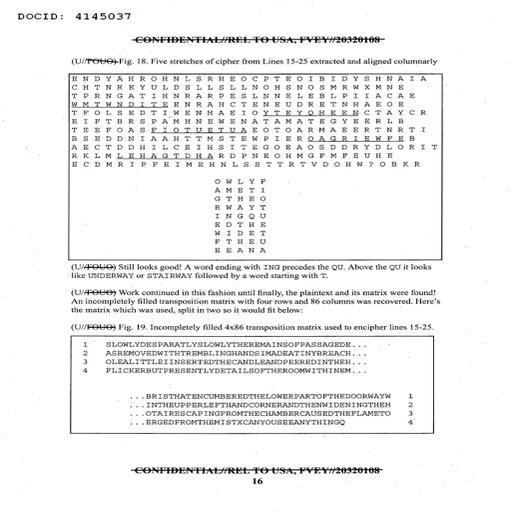 DOCID: 4145037
CONFIDENTIAL//REL TO USA, FVEY//20320108
(U//FOUO) Fig. 18. Five stretches of cipher from Lines 15-25 extracted and aligned columnarly
E N D Y A H R O H N L S R H E O C P T E O I B I D Y S H N A I A
C H T N R E Y U L D S L L S L L N O H S N O S M R W X M N E
T P R N G A T I H N R A R P E S L N N E L E B L P I I A C A E
W M T W N D I T E E N R A H C T E N E U D R E T N H A E O E
T F O L S B D T I W E N H A E I O Y T E Y Q H E E N C T A Y C R
E I F T B R S P A M H N E W E N A T A M A T E G Y E E R L B
T E E F O A S F I O T U E T U A E O T O A R M A E E R T N R T I
B S E D D N I A A H T T M S T E W P I E R O A G R I E W F E B
A E C T D D H I L C E I H S I T E G O E A O S D D R Y D L O R I T
R K L M L E H A G T D H A R D P N E O H M G F M F E U H E
E C D M R I P F E I M E H N L S S T T R T V D O H W ? O B K R
O W L Y F
A M E T I
G T H E O
R W A Y T
I N G Q U
E D T H E
W I D E T
F T H E U
E E A N A
(U//FOUO) Still looks good! A word ending with ING precedes the QU. Above the QU it looks
like UNDERWAY or STAIRWAY followed by a word starting with T.
(U//FOUO) Work continued in this fashion until finally, the plaintext and its matrix were found!
An incompletely filled transposition matrix with four rows and 86 columns was recovered. Here's
the matrix which was used, split in two so it would fit below:
(U//FOUO) Fig. 19. Incompletely filled 4x86 transposition matrix used to encipher lines 15-25.
1 SLOWLYDESPARATLYSLOWLYTHEREMAINSOFPASSAGEDE...
2 ASREMOVEDWITHTREMBLINGHANDSIMADEATINYBREACH...
3 OLEALITTLEIINSERTEDTHECANDLEANDPEEREDINTHEH...
4 FLICKERBUTPRESENTLYDETAILSOFTHEROOMWITHINEM...
...BRISTHATENCUMBEREDTHELOWERPARTOFTHEDOORWAYW 1
...INTHEUPPERLEFTHANDCORNERANDTHENWIDENINGTHEH 2
...OTAIRESCAPINGFROMTHECHAMBERCAUSEDTHEFLAMETO 3
...ERGEDFROMTHEMISTXCANYOUSEEANYTHINGQ 4
CONFIDENTIAL//REL TO USA, FVEY//20320108
16